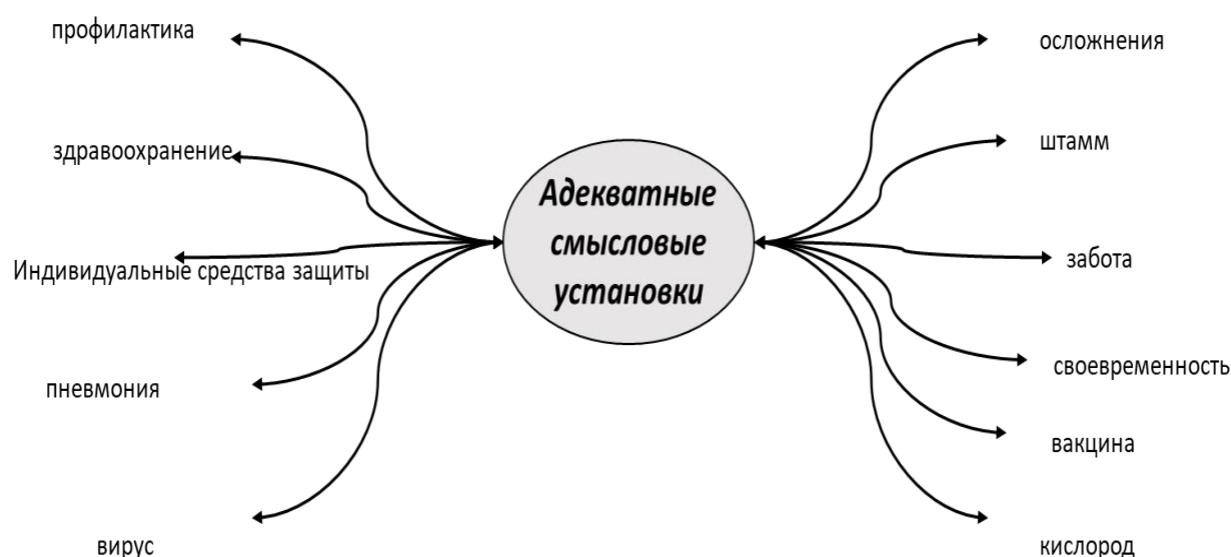 профилактика
здравоохранение
Индивидуальные средства защиты
пневмония
вирус
Адекватные
смысловые
установки
осложнения
штамм
забота
своевременность
вакцина
кислород